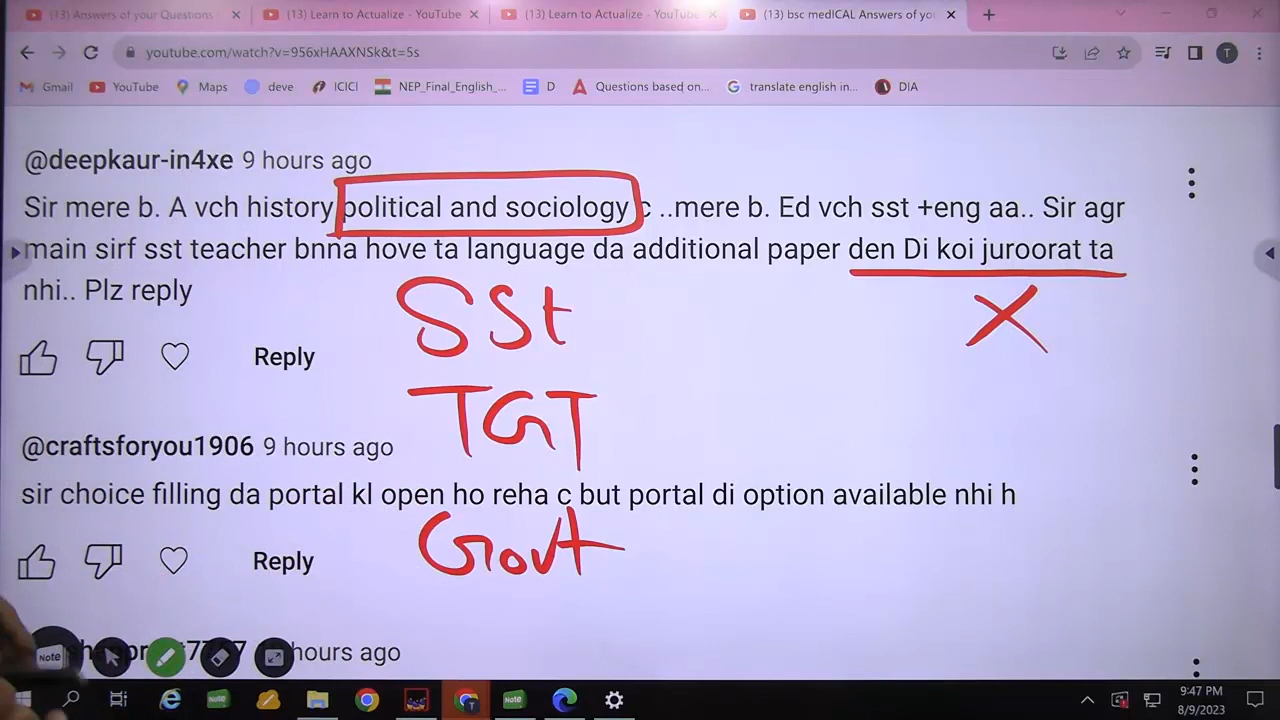 (13) Answers of your Questions
(13) Learn to Actualize - YouTube
(13) Learn to Actualize - YouTube
(13) bsc medICAL Answers of yo
youtube.com/watch?v=956xHAAXNSk&t=5s
T
Gmail
YouTube
Maps
deve
ICICI
NEP_Final_English_...
D
Questions based on...
translate english in...
DIA
@deepkaur-in4xe 9 hours ago
Sir mere b. A vch history political and sociology c ..mere b. Ed vch sst +eng aa.. Sir agr
main sirf sst teacher bnna hove ta language da additional paper den Di koi juroorat ta
nhi.. Plz reply
SSt
X
Reply
TGT
@craftsforyou1906 9 hours ago
sir choice filling da portal kl open ho reha c but portal di option available nhi h
Govt
Reply
hours ago
Note
Note
Note
9:47 PM
8/9/2023